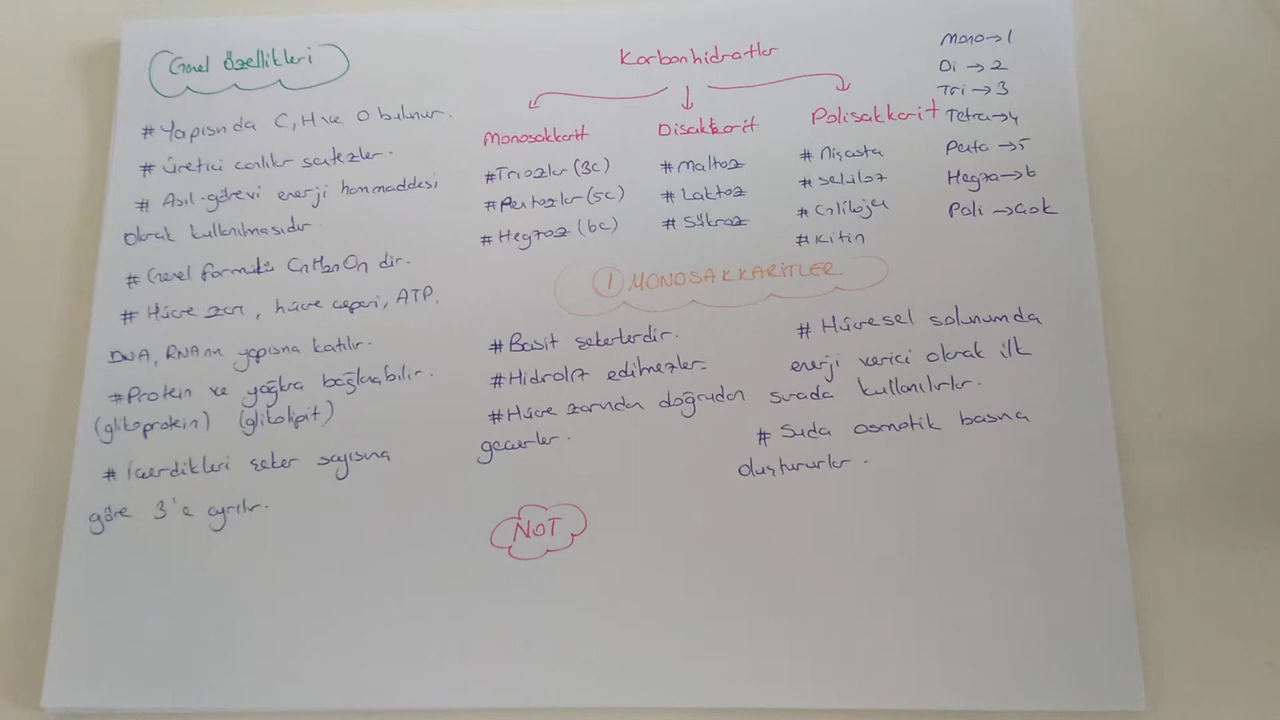 Genel özellikleri
# Yapısında C, H ve O bulunur.
# Üretici canlılar sentezler.
# Asıl görevi enerji hammaddesi
olarak kullanılmasıdır.
# Genel formülü CnH2nOn dir.
# Hücre zarı, hücre çeperi, ATP,
DNA, RNA nın yapısına katılır.
# Protein ve yağlara bağlanabilir.
(glikoprotein) (glikolipit)
# İçerdikleri şeker sayısına
göre 3'e ayrılır.
Karbonhidratlar
Monosakkarit
# Triozlar (3c)
# Pentozlar (5c)
# Hegzoz (6c)
Disakkarit
# Maltoz
# Laktoz
# Sükroz
Polisakkarit
# Nişasta
# Selüloz
# Glikojen
# Kitin
Mono→1
Di→2
Tri→3
Tetra→4
Penta→5
Hegza→6
Poli→Çok
1 MONOSAKKARİTLER
# Basit şekerlerdir.
# Hidroliz edilmezler.
# Hücre zarından doğrudan
geçerler.
# Hücresel solunumda
enerji verici olarak ilk
sırada kullanılırlar.
# Suda osmotik basınç
oluştururlar.
NOT